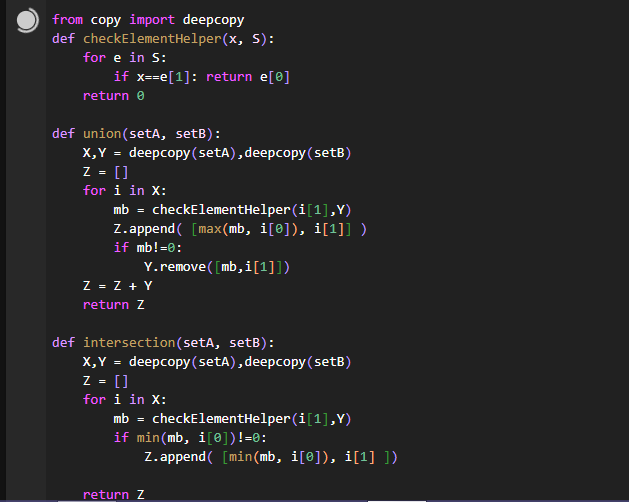 from copy import deepcopy
def checkElementHelper(x, S):
    for e in S:
        if x==e[1]: return e[0]
    return 0

def union(setA, setB):
    X,Y = deepcopy(setA),deepcopy(setB)
    Z = []
    for i in X:
        mb = checkElementHelper(i[1],Y)
        Z.append( [max(mb, i[0]), i[1]] )
        if mb!=0:
            Y.remove([mb,i[1]])
    Z = Z + Y
    return Z

def intersection(setA, setB):
    X,Y = deepcopy(setA),deepcopy(setB)
    Z = []
    for i in X:
        mb = checkElementHelper(i[1],Y)
        if min(mb, i[0])!=0:
            Z.append( [min(mb, i[0]), i[1] ])

    return Z